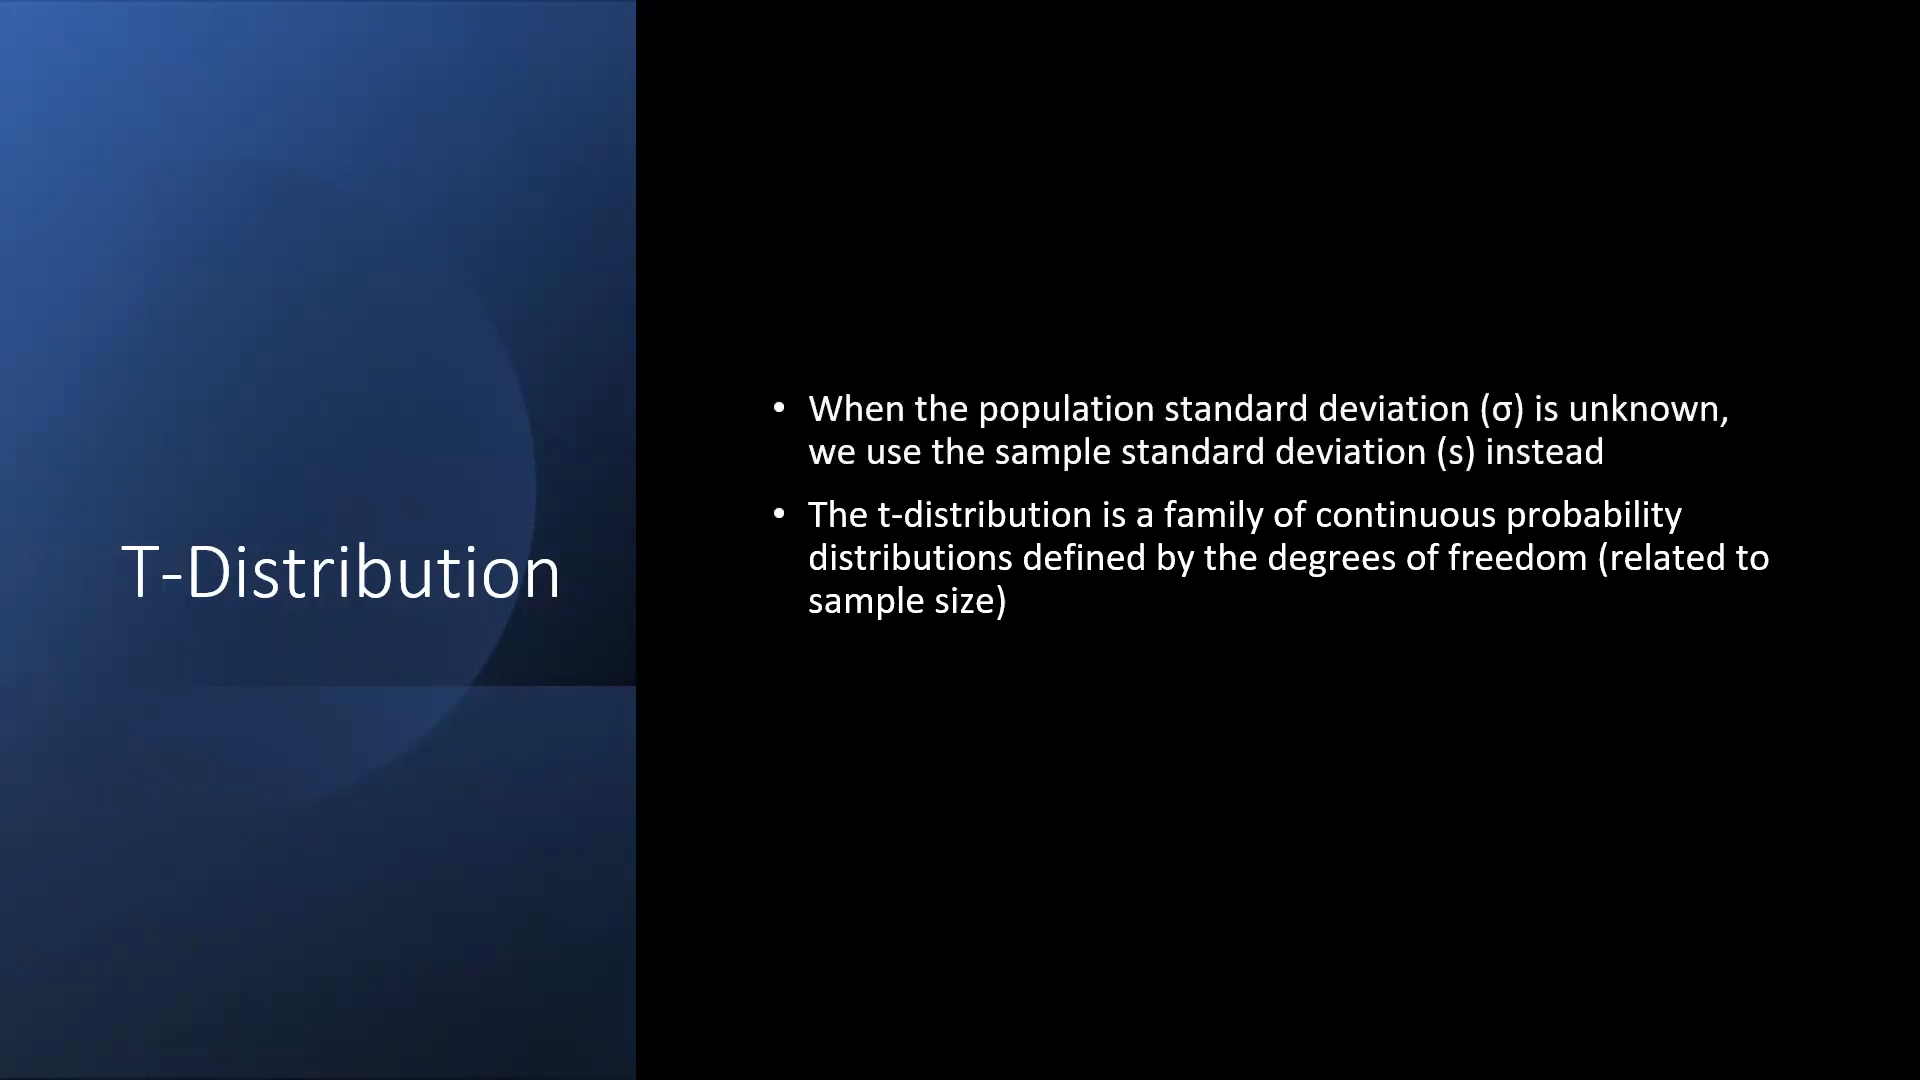 T-Distribution
• When the population standard deviation (σ) is unknown,
we use the sample standard deviation (s) instead
• The t-distribution is a family of continuous probability
distributions defined by the degrees of freedom (related to
sample size)